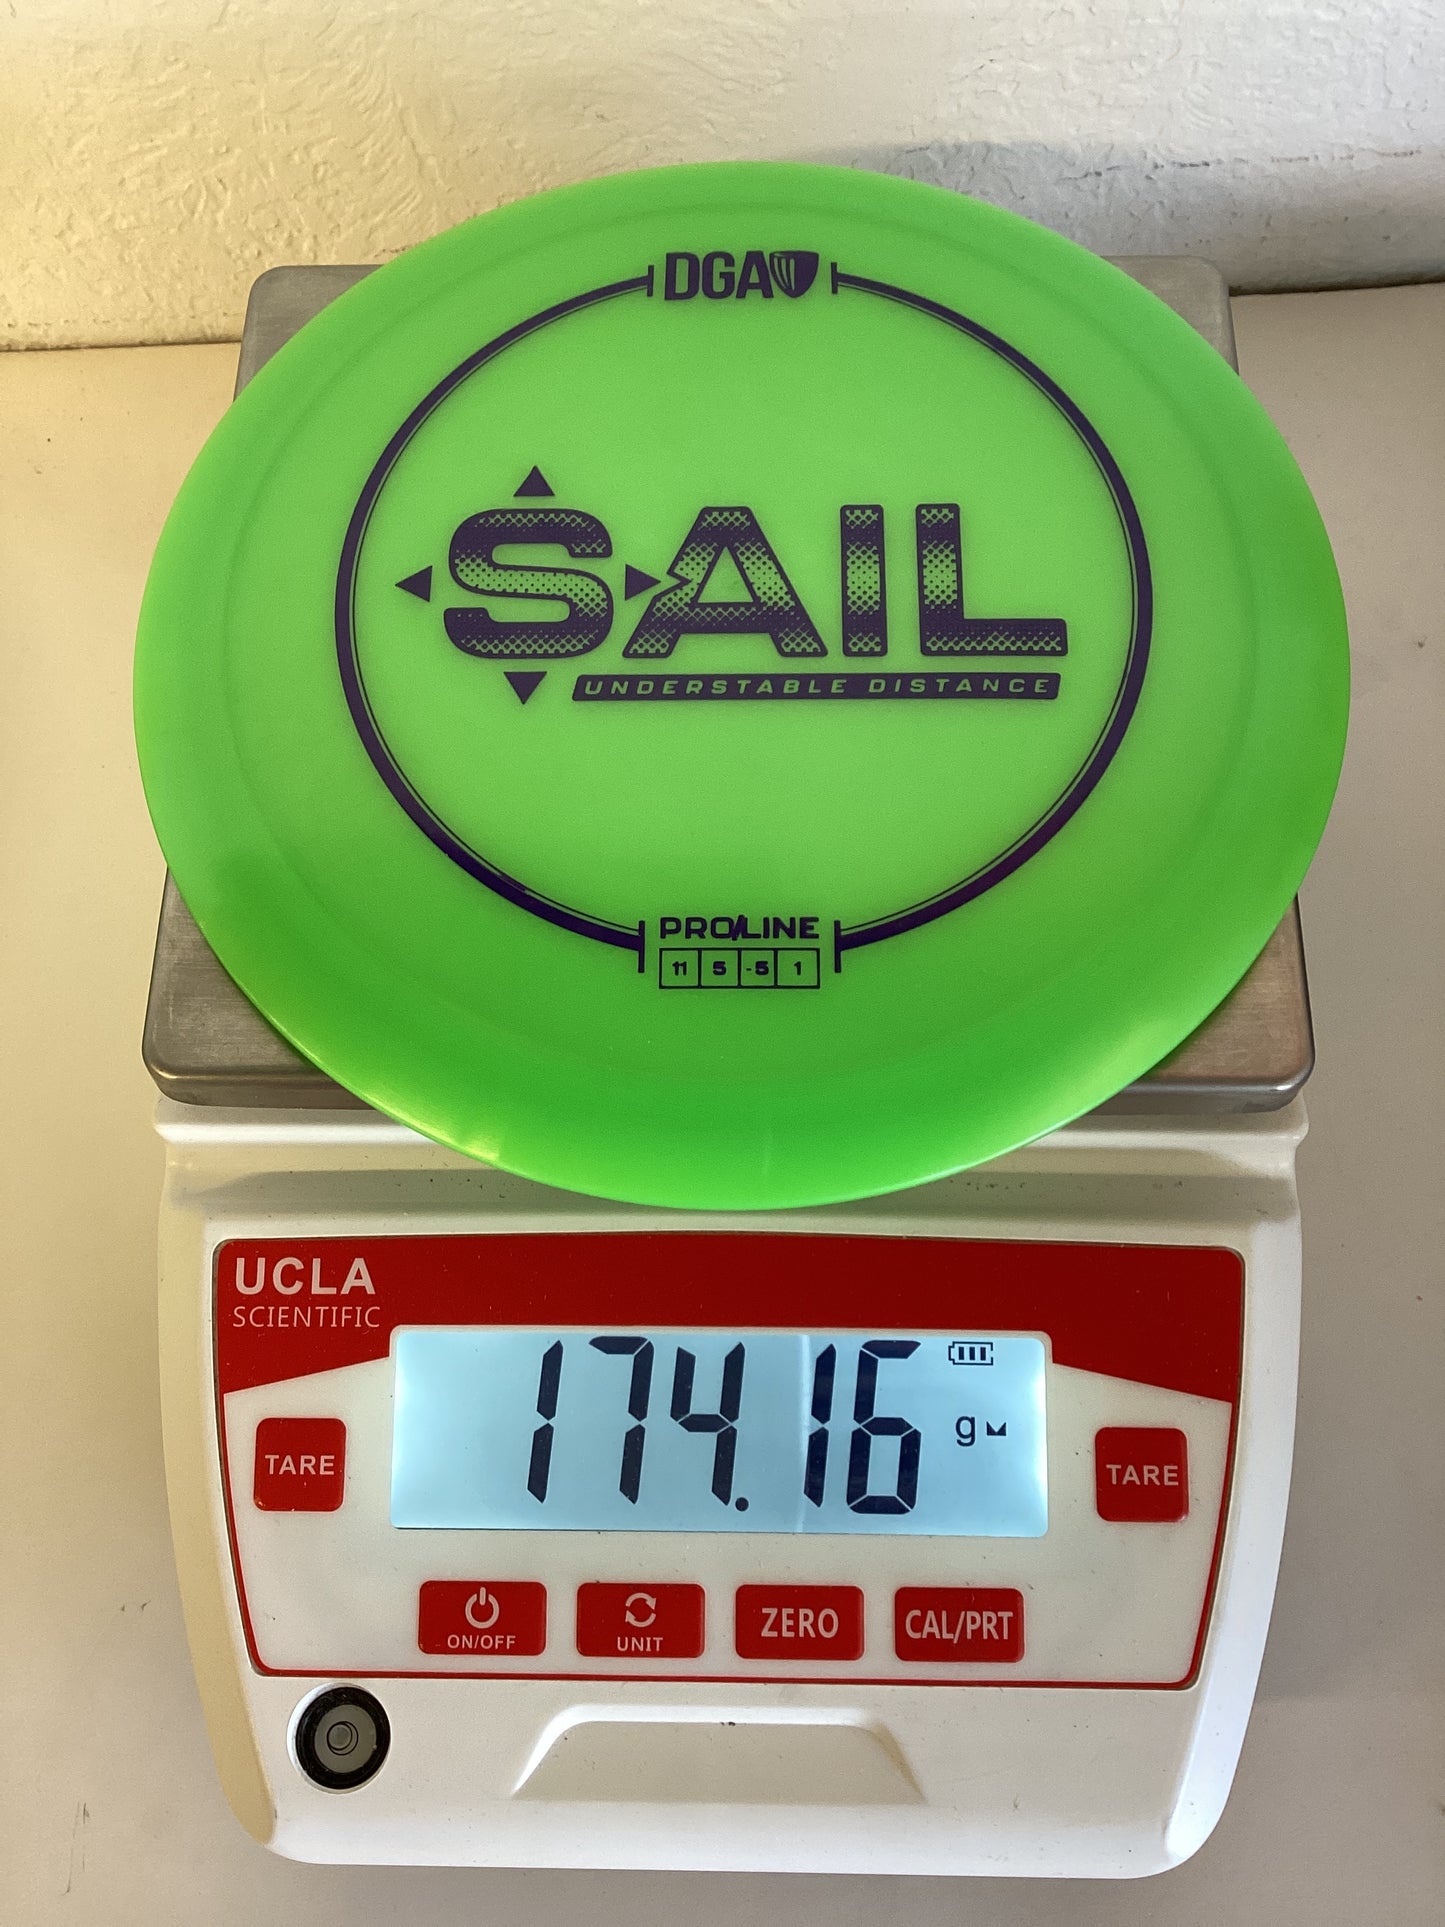 DGA
SAIL
UNDERSTABLE DISTANCE
PRO/LINE
11 5 -5 1
UCLA
SCIENTIFIC
174.16 g
TARE
TARE
ON/OFF
UNIT
ZERO
CAL/PRT